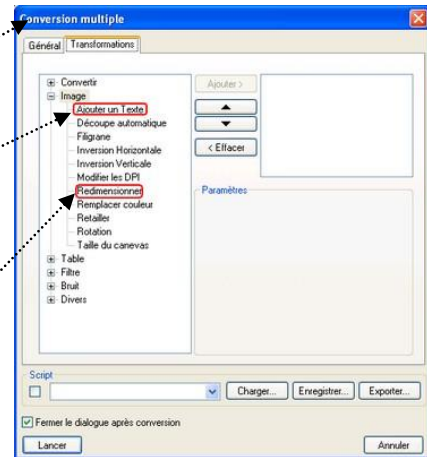 Conversion multiple
Général Transformations
Convertir
Image
Ajouter un Texte
Découpe automatique
Filigrane
Inversion Horizontale
Inversion Verticale
Modifier les DPI
Redimensionner
Remplacer couleur
Retailler
Rotation
Taille du canevas
Table
Filtre
Bruit
Divers
Ajouter >
< Effacer
Paramètres
Script
Charger... Enregistrer... Exporter...
Fermer le dialogue après conversion
Lancer Annuler